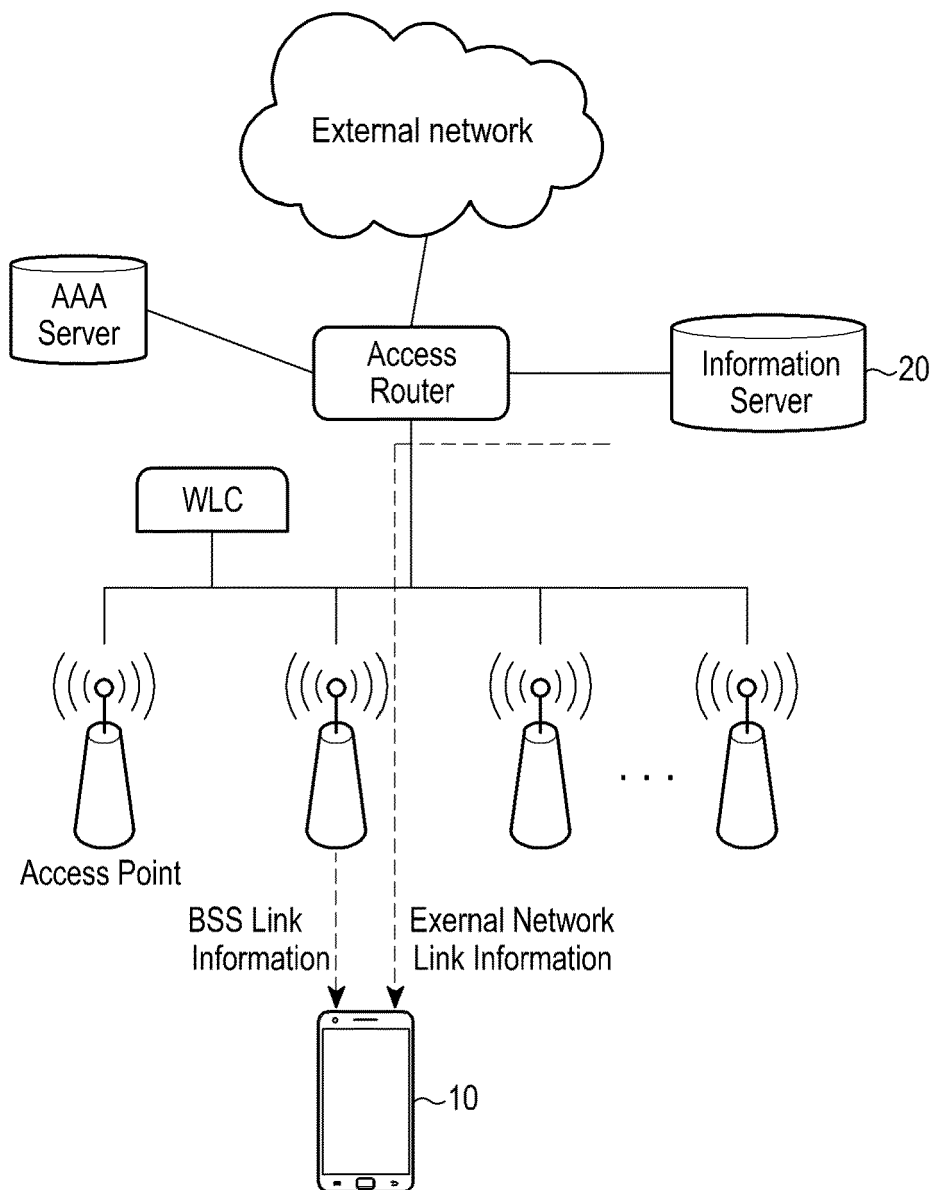 External network
AAA
Server
Access
Router
Information
Server
20
WLC
. . .
Access Point
BSS Link
Information
Exernal Network
Link Information
10